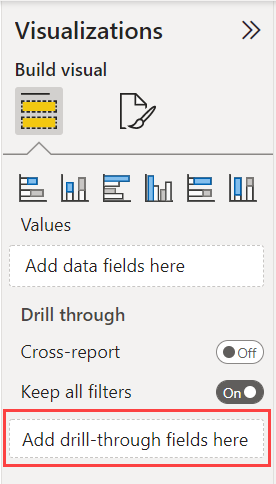 Visualizations
Build visual
Values
Add data fields here
Drill through
Cross-report Off
Keep all filters On
Add drill-through fields here